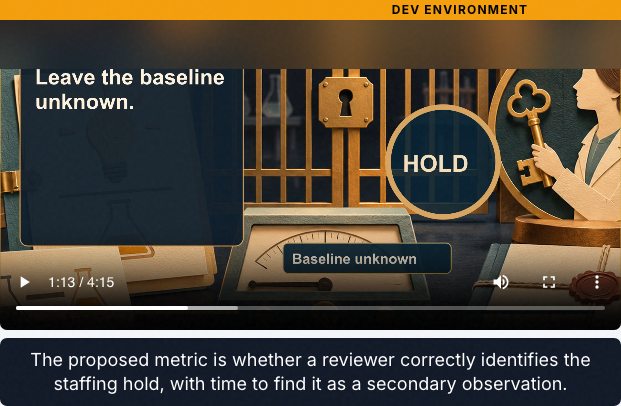 DEV ENVIRONMENT
Leave the baseline
unknown.
HOLD
Baseline unknown
1:13 / 4:15
The proposed metric is whether a reviewer correctly identifies the
staffing hold, with time to find it as a secondary observation.